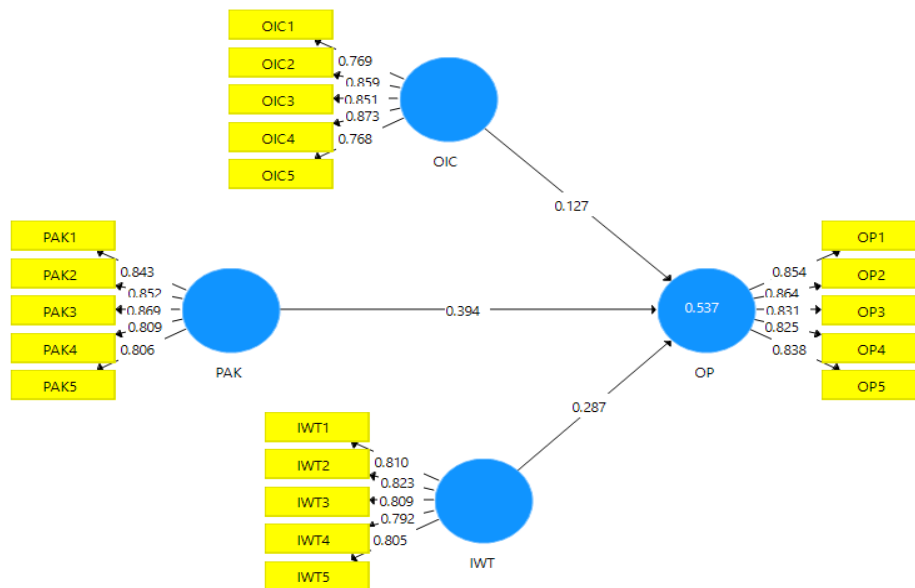 OIC1
0.769
OIC2
0.859
OIC3
0.851
0.873
OIC4
0.768
OIC5
OIC
0.127
PAK1
0.843
PAK2
0.852
PAK3
0.869
0.809
PAK4
0.806
PAK5
PAK
0.394
0.537
OP
OP1
0.854
OP2
0.864
OP3
0.831
0.825
OP4
0.838
OP5
0.287
IWT1
0.810
IWT2
0.823
IWT3
0.809
0.792
IWT4
0.805
IWT5
IWT